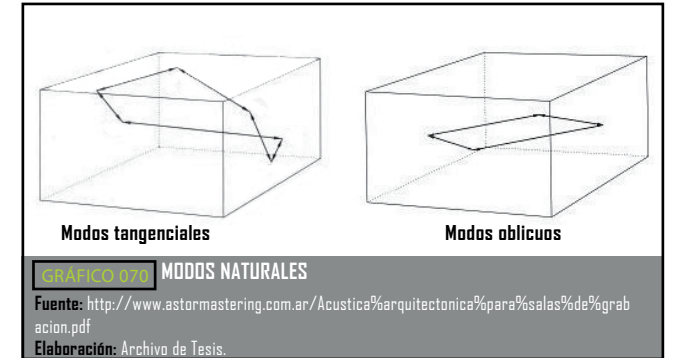 Modos tangenciales
Modos oblicuos
GRÁFICO 070 MODOS NATURALES
Fuente: http://www.astormastering.com.ar/Acustica%arquitectonica%para%salas%de%grab
acion.pdf
Elaboración: Archivo de Tesis.